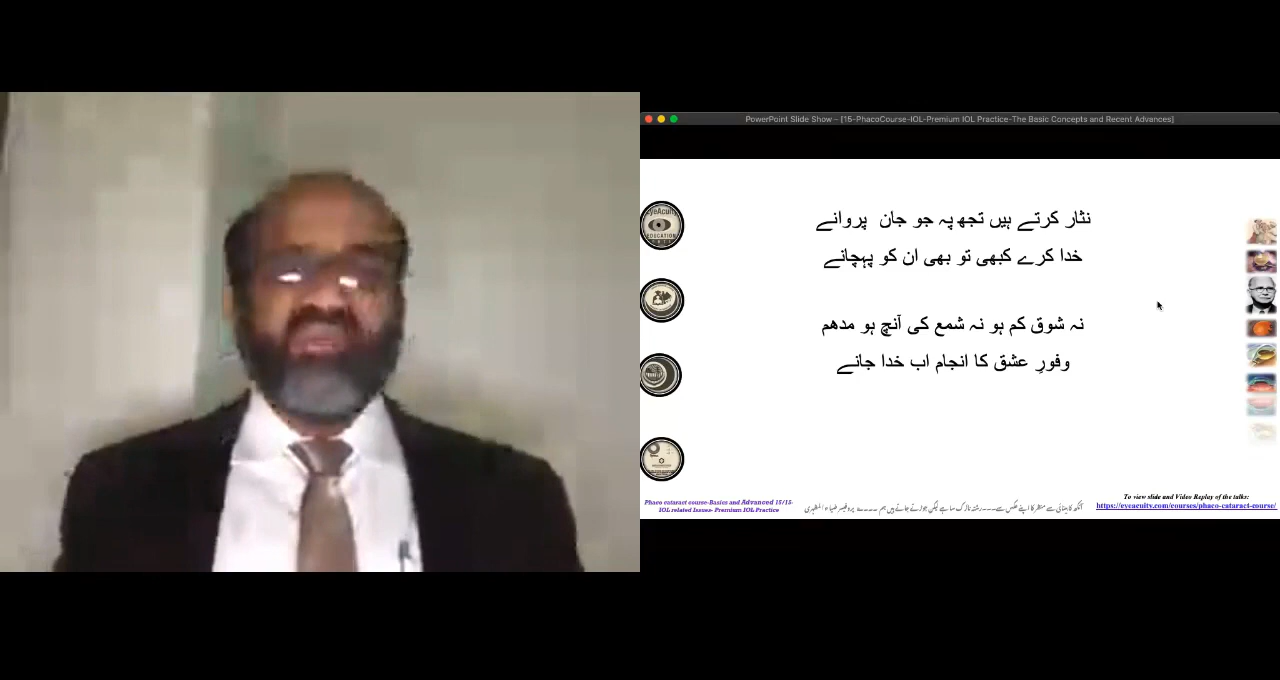 PowerPoint Slide Show – [15-PhacoCourse-IOL-Premium IOL Practice-The Basic Concepts and Recent Advances]
نثار کرتے ہیں تجھ پہ جو جان پروانے
خدا کرے کبھی تو بھی ان کو پہچانے
نہ شوق کم ہو نہ شمع کی آنچ ہو مدھم
وفورِ عشق کا انجام اب خدا جانے
EyeAcuity
EDUCATION
Phaco cataract course-Basics and Advanced 15/15-
IOL related Issues- Premium IOL Practice
To view slide and Video Replay of the talks:
https://eyeacuity.com/courses/phaco-cataract-course/